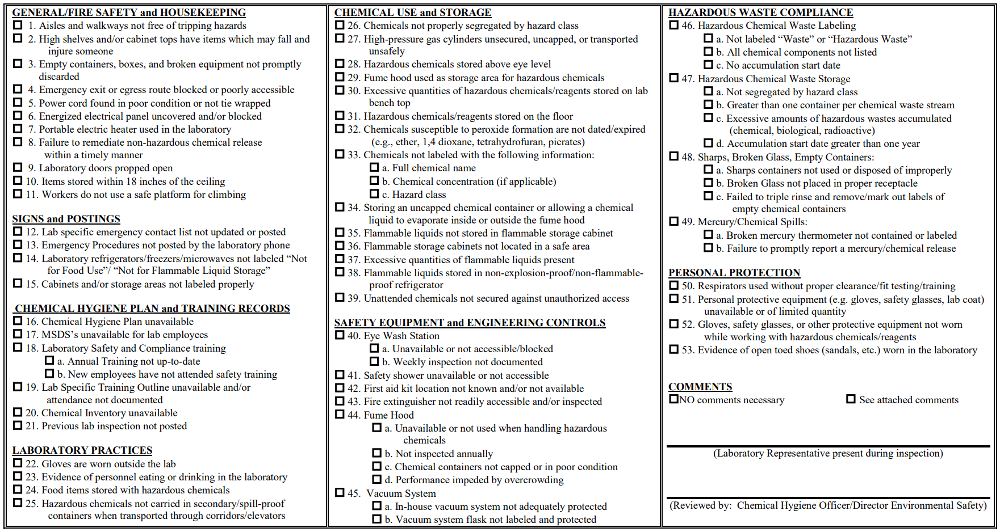 GENERAL/FIRE SAFETY and HOUSEKEEPING
1. Aisles and walkways not free of tripping hazards
2. High shelves and/or cabinet tops have items which may fall and
injure someone
3. Empty containers, boxes, and broken equipment not promptly
discarded
4. Emergency exit or egress route blocked or poorly accessible
5. Power cord found in poor condition or not tie wrapped
6. Energized electrical panel uncovered and/or blocked
7. Portable electric heater used in the laboratory
8. Failure to remediate non-hazardous chemical release
within a timely manner
9. Laboratory doors propped open
10. Items stored within 18 inches of the ceiling
11. Workers do not use a safe platform for climbing
SIGNS and POSTINGS
12. Lab specific emergency contact list not updated or posted
13. Emergency Procedures not posted by the laboratory phone
14. Laboratory refrigerators/freezers/microwaves not labeled “Not
for Food Use”/ “Not for Flammable Liquid Storage”
15. Cabinets and/or storage areas not labeled properly
CHEMICAL HYGIENE PLAN and TRAINING RECORDS
16. Chemical Hygiene Plan unavailable
17. MSDS’s unavailable for lab employees
18. Laboratory Safety and Compliance training
a. Annual Training not up-to-date
b. New employees have not attended safety training
19. Lab Specific Training Outline unavailable and/or
attendance not documented
20. Chemical Inventory unavailable
21. Previous lab inspection not posted
LABORATORY PRACTICES
22. Gloves are worn outside the lab
23. Evidence of personnel eating or drinking in the laboratory
24. Food items stored with hazardous chemicals
25. Hazardous chemicals not carried in secondary/spill-proof
containers when transported through corridors/elevators
CHEMICAL USE and STORAGE
26. Chemicals not properly segregated by hazard class
27. High-pressure gas cylinders unsecured, uncapped, or transported
unsafely
28. Hazardous chemicals stored above eye level
29. Fume hood used as storage area for hazardous chemicals
30. Excessive quantities of hazardous chemicals/reagents stored on lab
bench top
31. Hazardous chemicals/reagents stored on the floor
32. Chemicals susceptible to peroxide formation are not dated/expired
(e.g., ether, 1,4 dioxane, tetrahydrofuran, picrates)
33. Chemicals not labeled with the following information:
a. Full chemical name
b. Chemical concentration (if applicable)
c. Hazard class
34. Storing an uncapped chemical container or allowing a chemical
liquid to evaporate inside or outside the fume hood
35. Flammable liquids not stored in flammable storage cabinet
36. Flammable storage cabinets not located in a safe area
37. Excessive quantities of flammable liquids present
38. Flammable liquids stored in non-explosion-proof/non-flammable-
proof refrigerator
39. Unattended chemicals not secured against unauthorized access
SAFETY EQUIPMENT and ENGINEERING CONTROLS
40. Eye Wash Station
a. Unavailable or not accessible/blocked
b. Weekly inspection not documented
41. Safety shower unavailable or not accessible
42. First aid kit location not known and/or not available
43. Fire extinguisher not readily accessible and/or inspected
44. Fume Hood
a. Unavailable or not used when handling hazardous
chemicals
b. Not inspected annually
c. Chemical containers not capped or in poor condition
d. Performance impeded by overcrowding
45. Vacuum System
a. In-house vacuum system not adequately protected
b. Vacuum system flask not labeled and protected
HAZARDOUS WASTE COMPLIANCE
46. Hazardous Chemical Waste Labeling
a. Not labeled “Waste” or “Hazardous Waste”
b. All chemical components not listed
c. No accumulation start date
47. Hazardous Chemical Waste Storage
a. Not segregated by hazard class
b. Greater than one container per chemical waste stream
c. Excessive amounts of hazardous wastes accumulated
(chemical, biological, radioactive)
d. Accumulation start date greater than one year
48. Sharps, Broken Glass, Empty Containers:
a. Sharps containers not used or disposed of improperly
b. Broken Glass not placed in proper receptacle
c. Failed to triple rinse and remove/mark out labels of
empty chemical containers
49. Mercury/Chemical Spills:
a. Broken mercury thermometer not contained or labeled
b. Failure to promptly report a mercury/chemical release
PERSONAL PROTECTION
50. Respirators used without proper clearance/fit testing/training
51. Personal protective equipment (e.g. gloves, safety glasses, lab coat)
unavailable or of limited quantity
52. Gloves, safety glasses, or other protective equipment not worn
while working with hazardous chemicals/reagents
53. Evidence of open toed shoes (sandals, etc.) worn in the laboratory
COMMENTS
NO comments necessary See attached comments
(Laboratory Representative present during inspection)
(Reviewed by: Chemical Hygiene Officer/Director Environmental Safety)